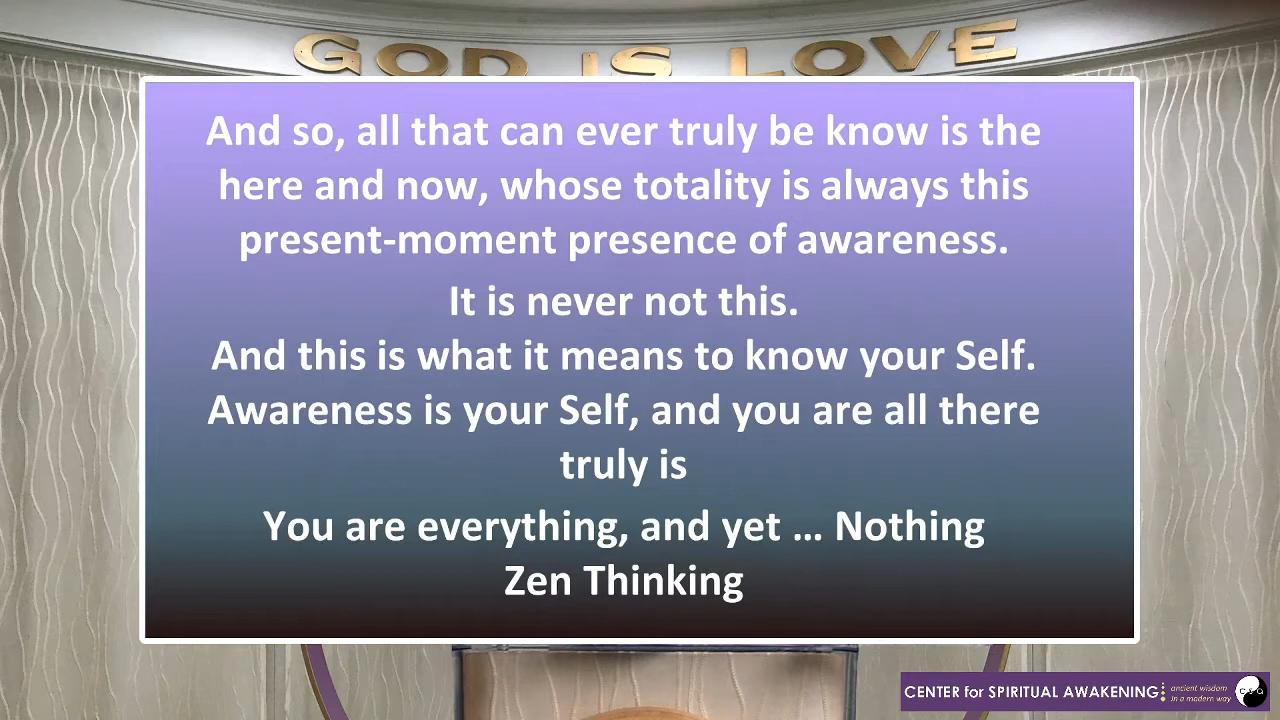 GOD IS LOVE
And so, all that can ever truly be know is the
here and now, whose totality is always this
present-moment presence of awareness.
It is never not this.
And this is what it means to know your Self.
Awareness is your Self, and you are all there
truly is
You are everything, and yet … Nothing
Zen Thinking
CENTER for SPIRITUAL AWAKENING
ancient wisdom
in a modern way
CSA